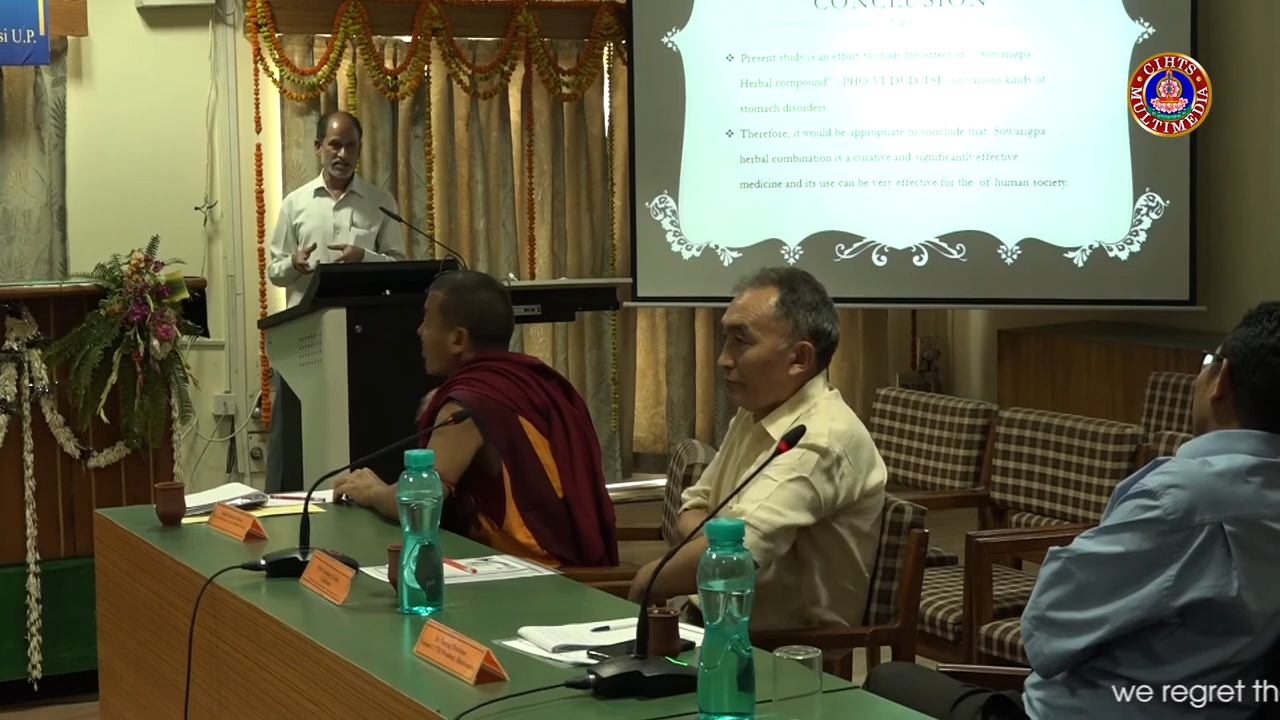 si U.P.
CONCLUSION
❖ Present study is an effort to study the effect of "Sowarigpa
Herbal compound" - PHO-YI-DUD-TSE on various kinds of
stomach disorders.
❖ Therefore, it would be appropriate to conclude that Sowarigpa
herbal combination is a curative and significantly effective
medicine and its use can be very effective for the of human society.
CIHTS
MULTIMEDIA
we regret th